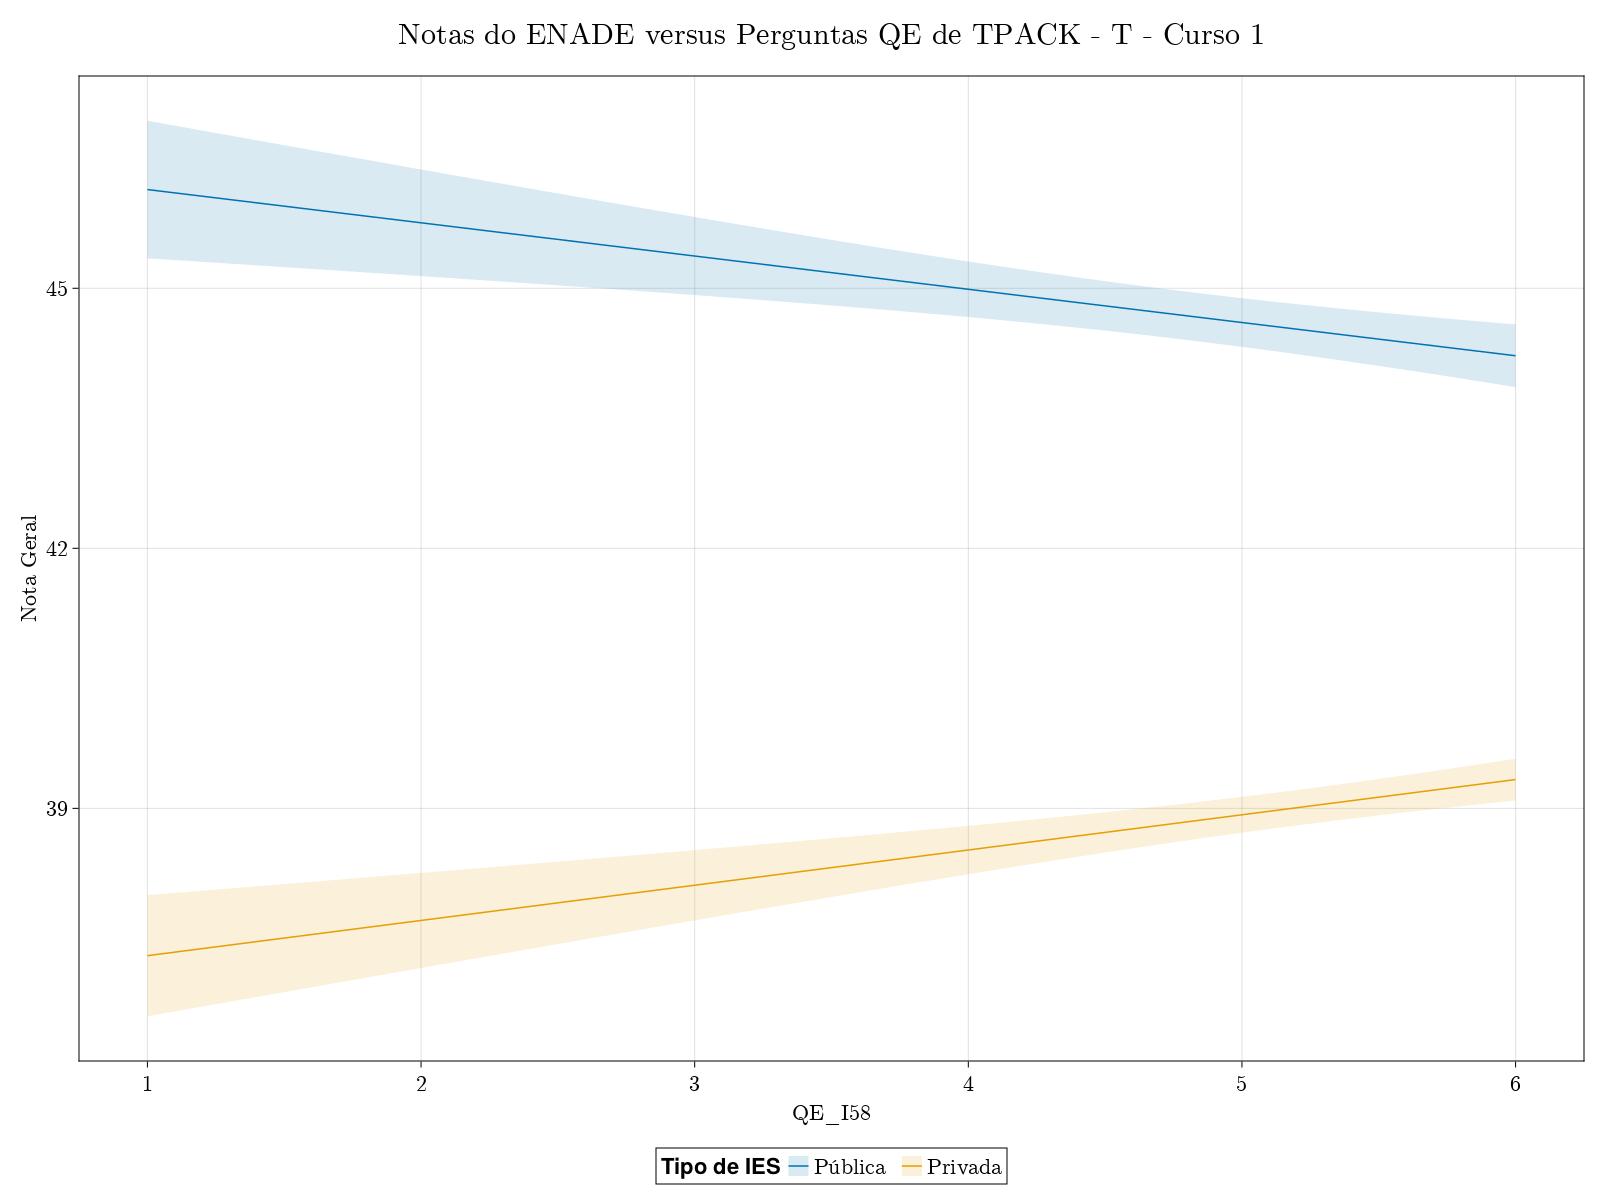 Notas do ENADE versus Perguntas QE de TPACK - T - Curso 1
Nota Geral
45
42
39
1 2 3 4 5 6
QE_I58
Tipo de IES Pública Privada